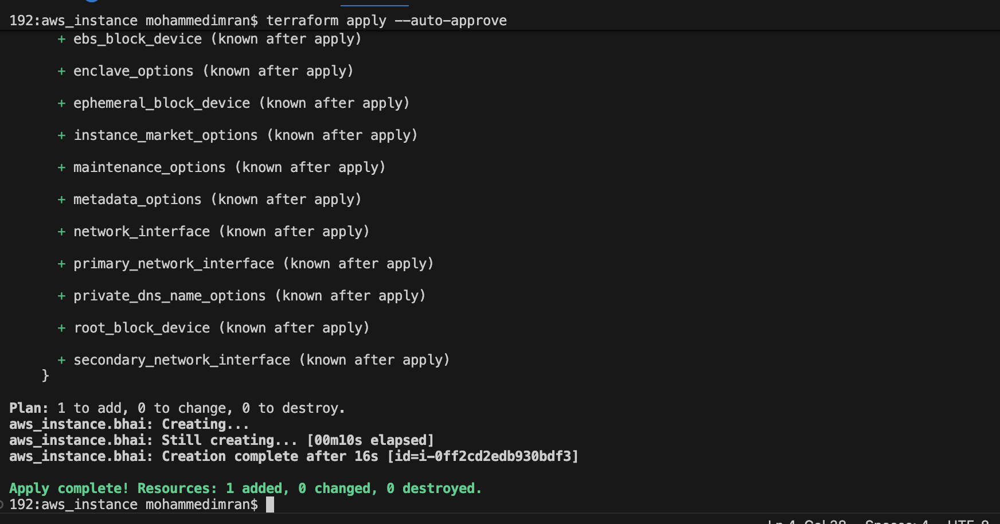 192:aws_instance mohammedimran$ terraform apply --auto-approve
+ ebs_block_device (known after apply)
+ enclave_options (known after apply)
+ ephemeral_block_device (known after apply)
+ instance_market_options (known after apply)
+ maintenance_options (known after apply)
+ metadata_options (known after apply)
+ network_interface (known after apply)
+ primary_network_interface (known after apply)
+ private_dns_name_options (known after apply)
+ root_block_device (known after apply)
+ secondary_network_interface (known after apply)
}
Plan: 1 to add, 0 to change, 0 to destroy.
aws_instance.bhai: Creating...
aws_instance.bhai: Still creating... [00m10s elapsed]
aws_instance.bhai: Creation complete after 16s [id=i-0ff2cd2edb930bdf3]
Apply complete! Resources: 1 added, 0 changed, 0 destroyed.
192:aws_instance mohammedimran$